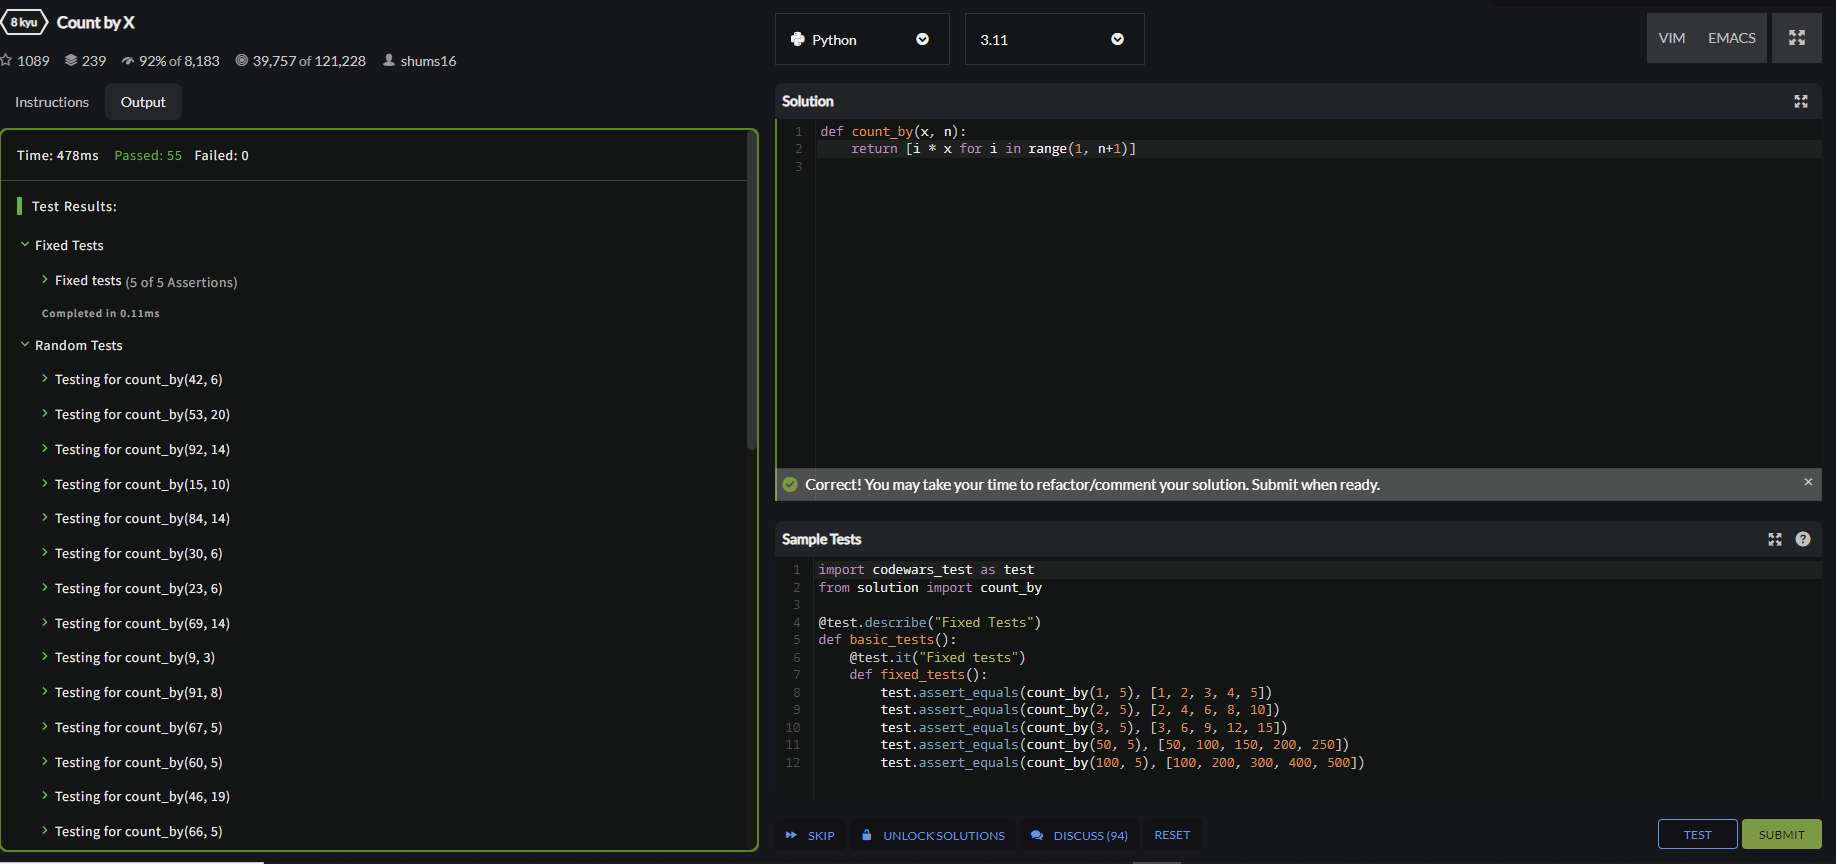 8 kyu Count by X
1089 239 92% of 8,183 39,757 of 121,228 shums16
Instructions Output
Time: 478ms Passed: 55 Failed: 0
Test Results:
Fixed Tests
Fixed tests (5 of 5 Assertions)
Completed in 0.11ms
Random Tests
Testing for count_by(42, 6)
Testing for count_by(53, 20)
Testing for count_by(92, 14)
Testing for count_by(15, 10)
Testing for count_by(84, 14)
Testing for count_by(30, 6)
Testing for count_by(23, 6)
Testing for count_by(69, 14)
Testing for count_by(9, 3)
Testing for count_by(91, 8)
Testing for count_by(67, 5)
Testing for count_by(60, 5)
Testing for count_by(46, 19)
Testing for count_by(66, 5)
Python 3.11 VIM EMACS
Solution
1 def count_by(x, n):
2     return [i * x for i in range(1, n+1)]
3
Correct! You may take your time to refactor/comment your solution. Submit when ready. ×
Sample Tests ?
1 import codewars_test as test
2 from solution import count_by
3
4 @test.describe("Fixed Tests")
5 def basic_tests():
6     @test.it("Fixed tests")
7     def fixed_tests():
8         test.assert_equals(count_by(1, 5), [1, 2, 3, 4, 5])
9         test.assert_equals(count_by(2, 5), [2, 4, 6, 8, 10])
10         test.assert_equals(count_by(3, 5), [3, 6, 9, 12, 15])
11         test.assert_equals(count_by(50, 5), [50, 100, 150, 200, 250])
12         test.assert_equals(count_by(100, 5), [100, 200, 300, 400, 500])
SKIP UNLOCK SOLUTIONS DISCUSS (94) RESET TEST SUBMIT